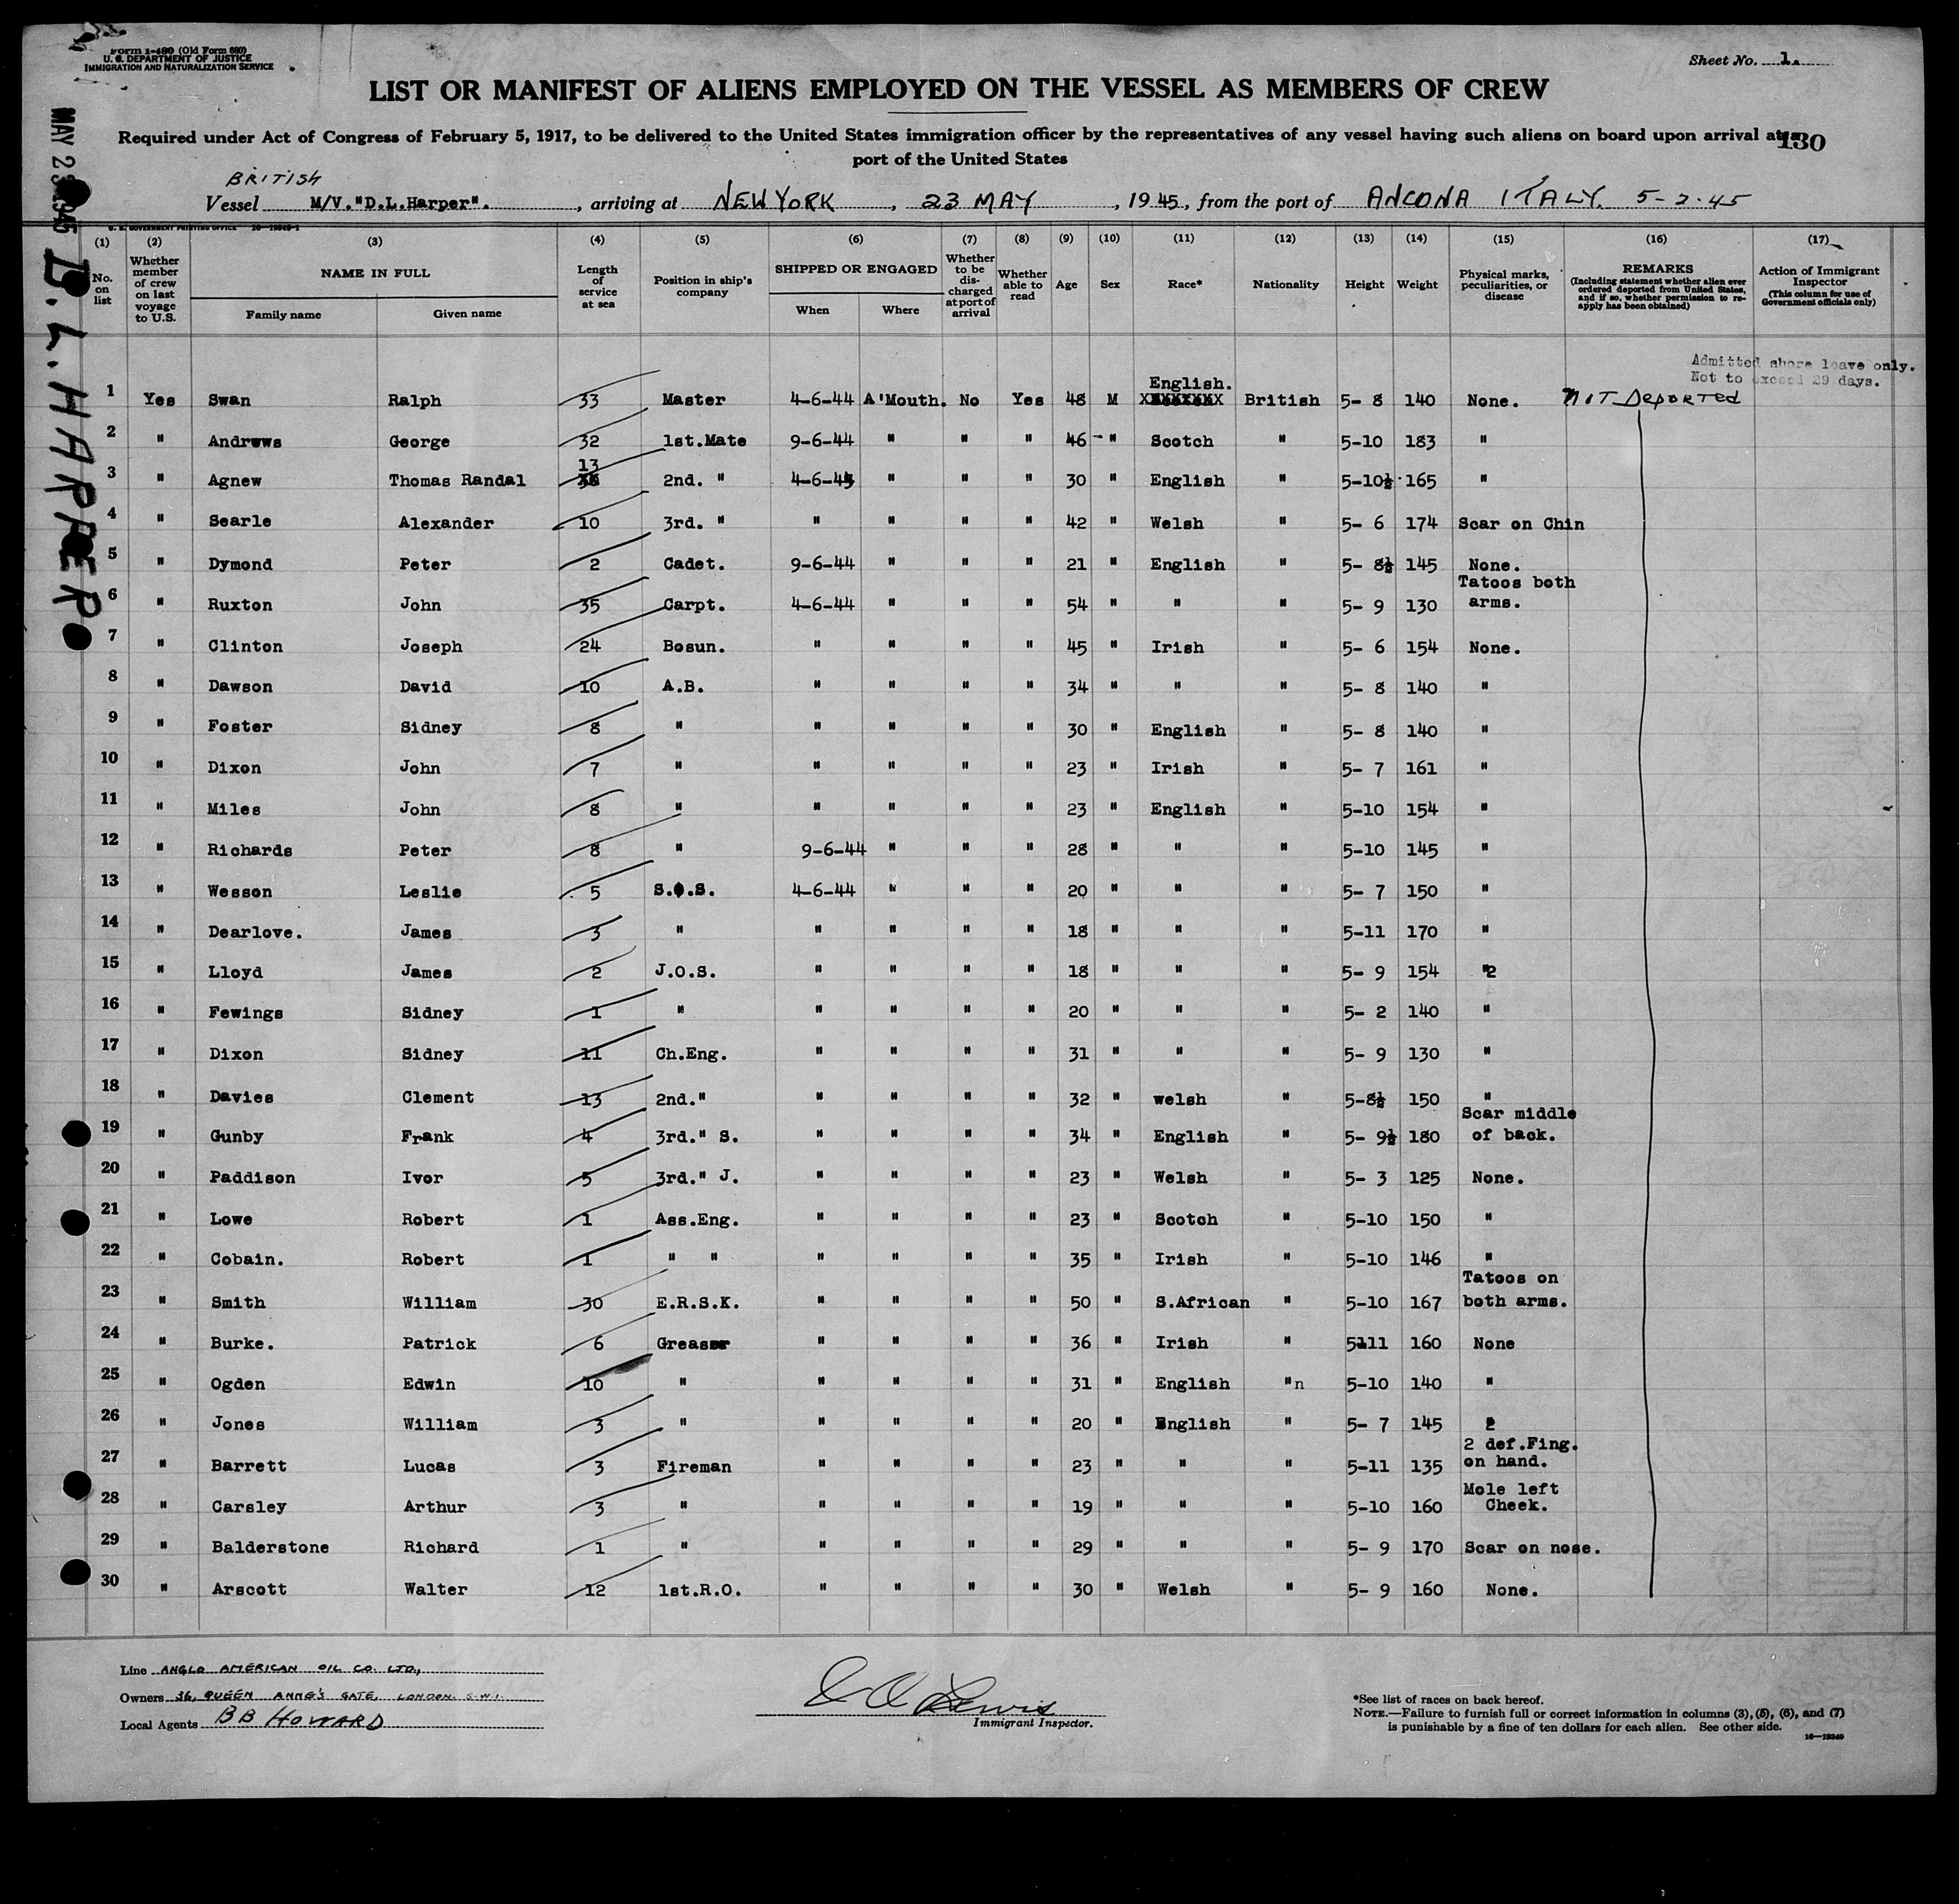 Form I-480 (Old Form 680)
U. S. DEPARTMENT OF JUSTICE
IMMIGRATION AND NATURALIZATION SERVICE
Sheet No. 1.
LIST OR MANIFEST OF ALIENS EMPLOYED ON THE VESSEL AS MEMBERS OF CREW
Required under Act of Congress of February 5, 1917, to be delivered to the United States immigration officer by the representatives of any vessel having such aliens on board upon arrival at a
130
port of the United States
BRITISH
Vessel M/V."D.L.Harper"., arriving at NEW YORK, 23 MAY, 1945, from the port of ANCONA ITALY. 5-2-45
MAY 23 1945
D.L. HARPER
U. S. GOVERNMENT PRINTING OFFICE
(1) (2) (3) (4) (5) (6) (7) (8) (9) (10) (11) (12) (13) (14) (15) (16) (17)
No. on list
Whether member of crew on last voyage to U.S.
NAME IN FULL
Family name Given name
Length of service at sea
Position in ship's company
SHIPPED OR ENGAGED
When Where
Whether to be discharged at port of arrival
Whether able to read
Age Sex Race* Nationality Height Weight
Physical marks, peculiarities, or disease
REMARKS
(Including statement whether alien ever ordered deported from United States, and if so, whether permission to re-apply has been obtained)
Action of Immigrant Inspector
(This column for use of Government officials only)
Admitted shore leave only.
Not to exceed 29 days.
1 Yes Swan Ralph 33 Master 4-6-44 A'Mouth. No Yes 48 M English. British 5- 8 140 None. NOT DEPORTED
2 " Andrews George 32 1st.Mate 9-6-44 " " " 46 " Scotch " 5-10 183 "
3 " Agnew Thomas Randal 13 2nd. " 4-6-45 " " " 30 " English " 5-10½ 165 "
4 " Searle Alexander 10 3rd. " " " " " 42 " Welsh " 5- 6 174 Scar on Chin
5 " Dymond Peter 2 Cadet. 9-6-44 " " " 21 " English " 5- 8½ 145 None.
6 " Ruxton John 35 Carpt. 4-6-44 " " " 54 " " " 5- 9 130 Tatoos both arms.
7 " Clinton Joseph 24 Bosun. " " " " 45 " Irish " 5- 6 154 None.
8 " Dawson David 10 A.B. " " " " 34 " " " 5- 8 140 "
9 " Foster Sidney 8 " " " " " 30 " English " 5- 8 140 "
10 " Dixon John 7 " " " " " 23 " Irish " 5- 7 161 "
11 " Miles John 8 " " " " " 23 " English " 5-10 154 "
12 " Richards Peter 8 " 9-6-44 " " " 28 " " " 5-10 145 "
13 " Wesson Leslie 5 S.O.S. 4-6-44 " " " 20 " " " 5- 7 150 "
14 " Dearlove. James 3 " " " " " 18 " " " 5-11 170 "
15 " Lloyd James 2 J.O.S. " " " " 18 " " " 5- 9 154 "2
16 " Fewings Sidney 1 " " " " " 20 " " " 5- 2 140 "
17 " Dixon Sidney 11 Ch.Eng. " " " " 31 " " " 5- 9 130 "
18 " Davies Clement 13 2nd." " " " " 32 " welsh " 5-8½ 150 "
19 " Gunby Frank 4 3rd." S. " " " " 34 " English " 5- 9½ 180 Scar middle of back.
20 " Paddison Ivor 5 3rd." J. " " " " 23 " Welsh " 5- 3 125 None.
21 " Lowe Robert 1 Ass.Eng. " " " " 23 " Scotch " 5-10 150 "
22 " Cobain. Robert 1 " " " " " " 35 " Irish " 5-10 146 "
23 " Smith William 30 E.R.S.K. " " " " 50 " S.African " 5-10 167 Tatoos on both arms.
24 " Burke. Patrick 6 Greaser " " " " 36 " Irish " 5-11 160 None
25 " Ogden Edwin 10 " " " " " 31 " English "n 5-10 140 "
26 " Jones William 3 " " " " " 20 " English " 5- 7 145 "
27 " Barrett Lucas 3 Fireman " " " " 23 " " " 5-11 135 2 def.Fing. on hand.
28 " Carsley Arthur 3 " " " " " 19 " " " 5-10 160 Mole left Cheek.
29 " Balderstone Richard 1 " " " " " 29 " " " 5- 9 170 Scar on nose.
30 " Arscott Walter 12 1st.R.O. " " " " 30 " Welsh " 5- 9 160 None.
Line ANGLO AMERICAN OIL CO. LTD.,
Owners 36, QUEEN ANNE'S GATE, LONDON. S.W.1.
Local Agents B B HOWARD
Lewis
Immigrant Inspector.
*See list of races on back hereof.
NOTE.—Failure to furnish full or correct information in columns (3), (5), (6), and (7)
is punishable by a fine of ten dollars for each alien. See other side.
16—19349